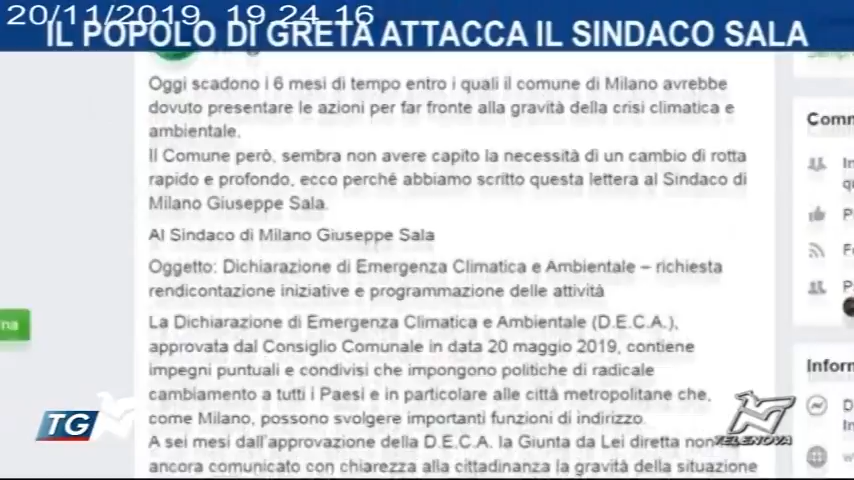 20/11/2019 19.24.16
IL POPOLO DI GRETA ATTACCA IL SINDACO SALA
Oggi scadono i 6 mesi di tempo entro i quali il comune di Milano avrebbe
dovuto presentare le azioni per far fronte alla gravità della crisi climatica e
ambientale.
Il Comune però, sembra non avere capito la necessità di un cambio di rotta
rapido e profondo, ecco perché abbiamo scritto questa lettera al Sindaco di
Milano Giuseppe Sala.
Al Sindaco di Milano Giuseppe Sala
Oggetto: Dichiarazione di Emergenza Climatica e Ambientale – richiesta
rendicontazione iniziative e programmazione delle attività
La Dichiarazione di Emergenza Climatica e Ambientale (D.E.C.A.),
approvata dal Consiglio Comunale in data 20 maggio 2019, contiene
impegni puntuali e condivisi che impongono politiche di radicale
cambiamento a tutti i Paesi e in particolare alle città metropolitane che,
come Milano, possono svolgere importanti funzioni di indirizzo.
A sei mesi dall'approvazione della D.E.C.A. la Giunta da Lei diretta non
ancora comunicato con chiarezza alla cittadinanza la gravità della situazione
na
Comm
In
qu
P
Fo
P
Inforn
D
In
TG
TELENOVA